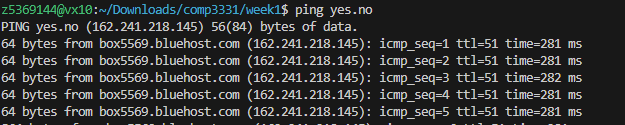 z5369144@vx10:~/Downloads/comp3331/week1$ ping yes.no
PING yes.no (162.241.218.145) 56(84) bytes of data.
64 bytes from box5569.bluehost.com (162.241.218.145): icmp_seq=1 ttl=51 time=281 ms
64 bytes from box5569.bluehost.com (162.241.218.145): icmp_seq=2 ttl=51 time=281 ms
64 bytes from box5569.bluehost.com (162.241.218.145): icmp_seq=3 ttl=51 time=282 ms
64 bytes from box5569.bluehost.com (162.241.218.145): icmp_seq=4 ttl=51 time=281 ms
64 bytes from box5569.bluehost.com (162.241.218.145): icmp_seq=5 ttl=51 time=281 ms